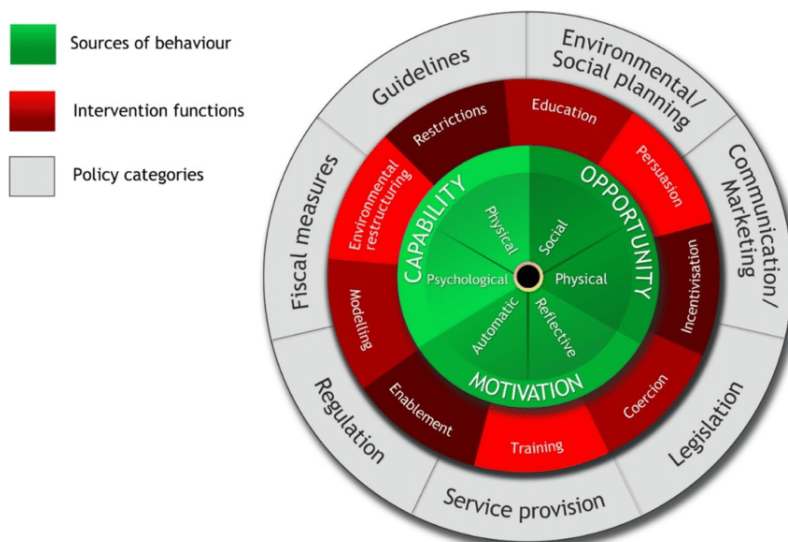 Sources of behaviour
Intervention functions
Policy categories
Environmental/
Social planning
Communication/
Marketing
Legislation
Service provision
Regulation
Fiscal measures
Guidelines
Education
Persuasion
Incentivisation
Coercion
Training
Enablement
Modelling
Environmental
restructuring
Restrictions
CAPABILITY
OPPORTUNITY
MOTIVATION
Physical
Psychological
Social
Physical
Automatic
Reflective